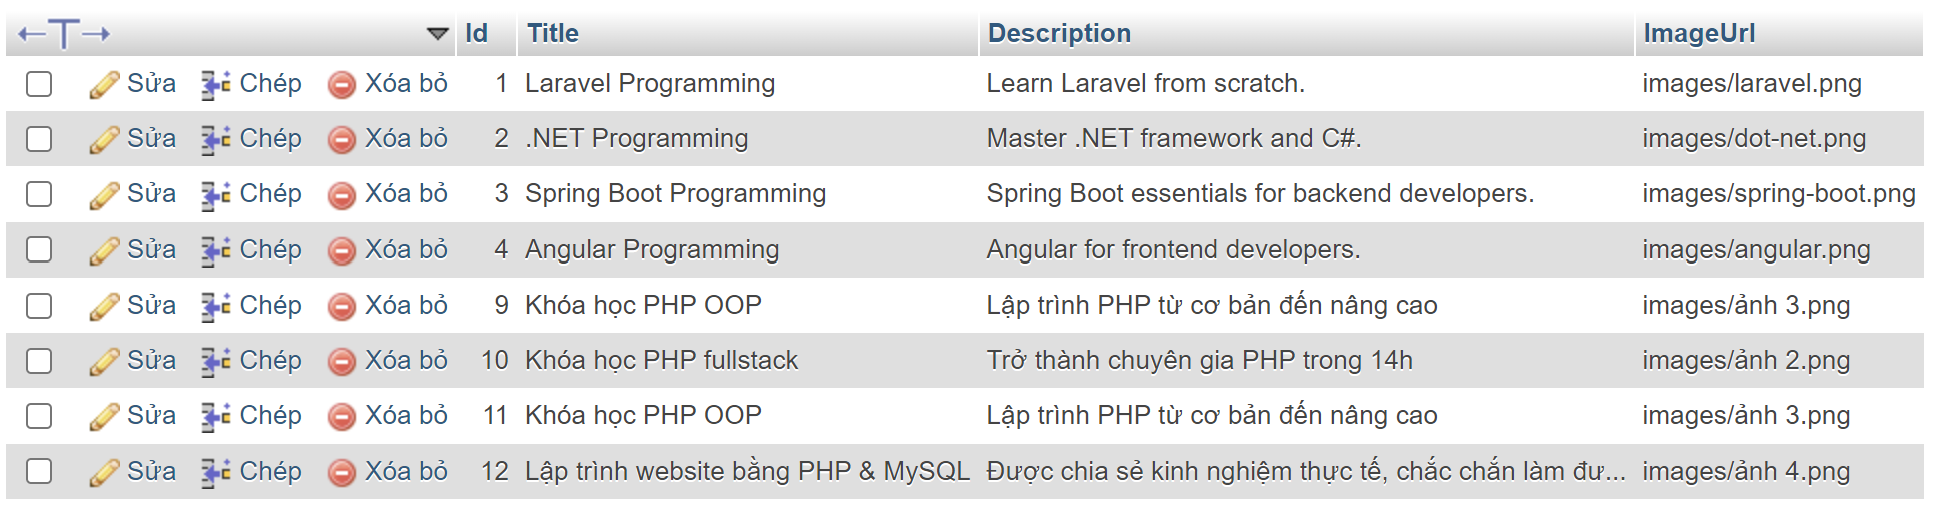 Id Title Description ImageUrl
Sửa Chép Xóa bỏ 1 Laravel Programming Learn Laravel from scratch. images/laravel.png
Sửa Chép Xóa bỏ 2 .NET Programming Master .NET framework and C#. images/dot-net.png
Sửa Chép Xóa bỏ 3 Spring Boot Programming Spring Boot essentials for backend developers. images/spring-boot.png
Sửa Chép Xóa bỏ 4 Angular Programming Angular for frontend developers. images/angular.png
Sửa Chép Xóa bỏ 9 Khóa học PHP OOP Lập trình PHP từ cơ bản đến nâng cao images/ảnh 3.png
Sửa Chép Xóa bỏ 10 Khóa học PHP fullstack Trở thành chuyên gia PHP trong 14h images/ảnh 2.png
Sửa Chép Xóa bỏ 11 Khóa học PHP OOP Lập trình PHP từ cơ bản đến nâng cao images/ảnh 3.png
Sửa Chép Xóa bỏ 12 Lập trình website bằng PHP & MySQL Được chia sẻ kinh nghiệm thực tế, chắc chắn làm đư... images/ảnh 4.png